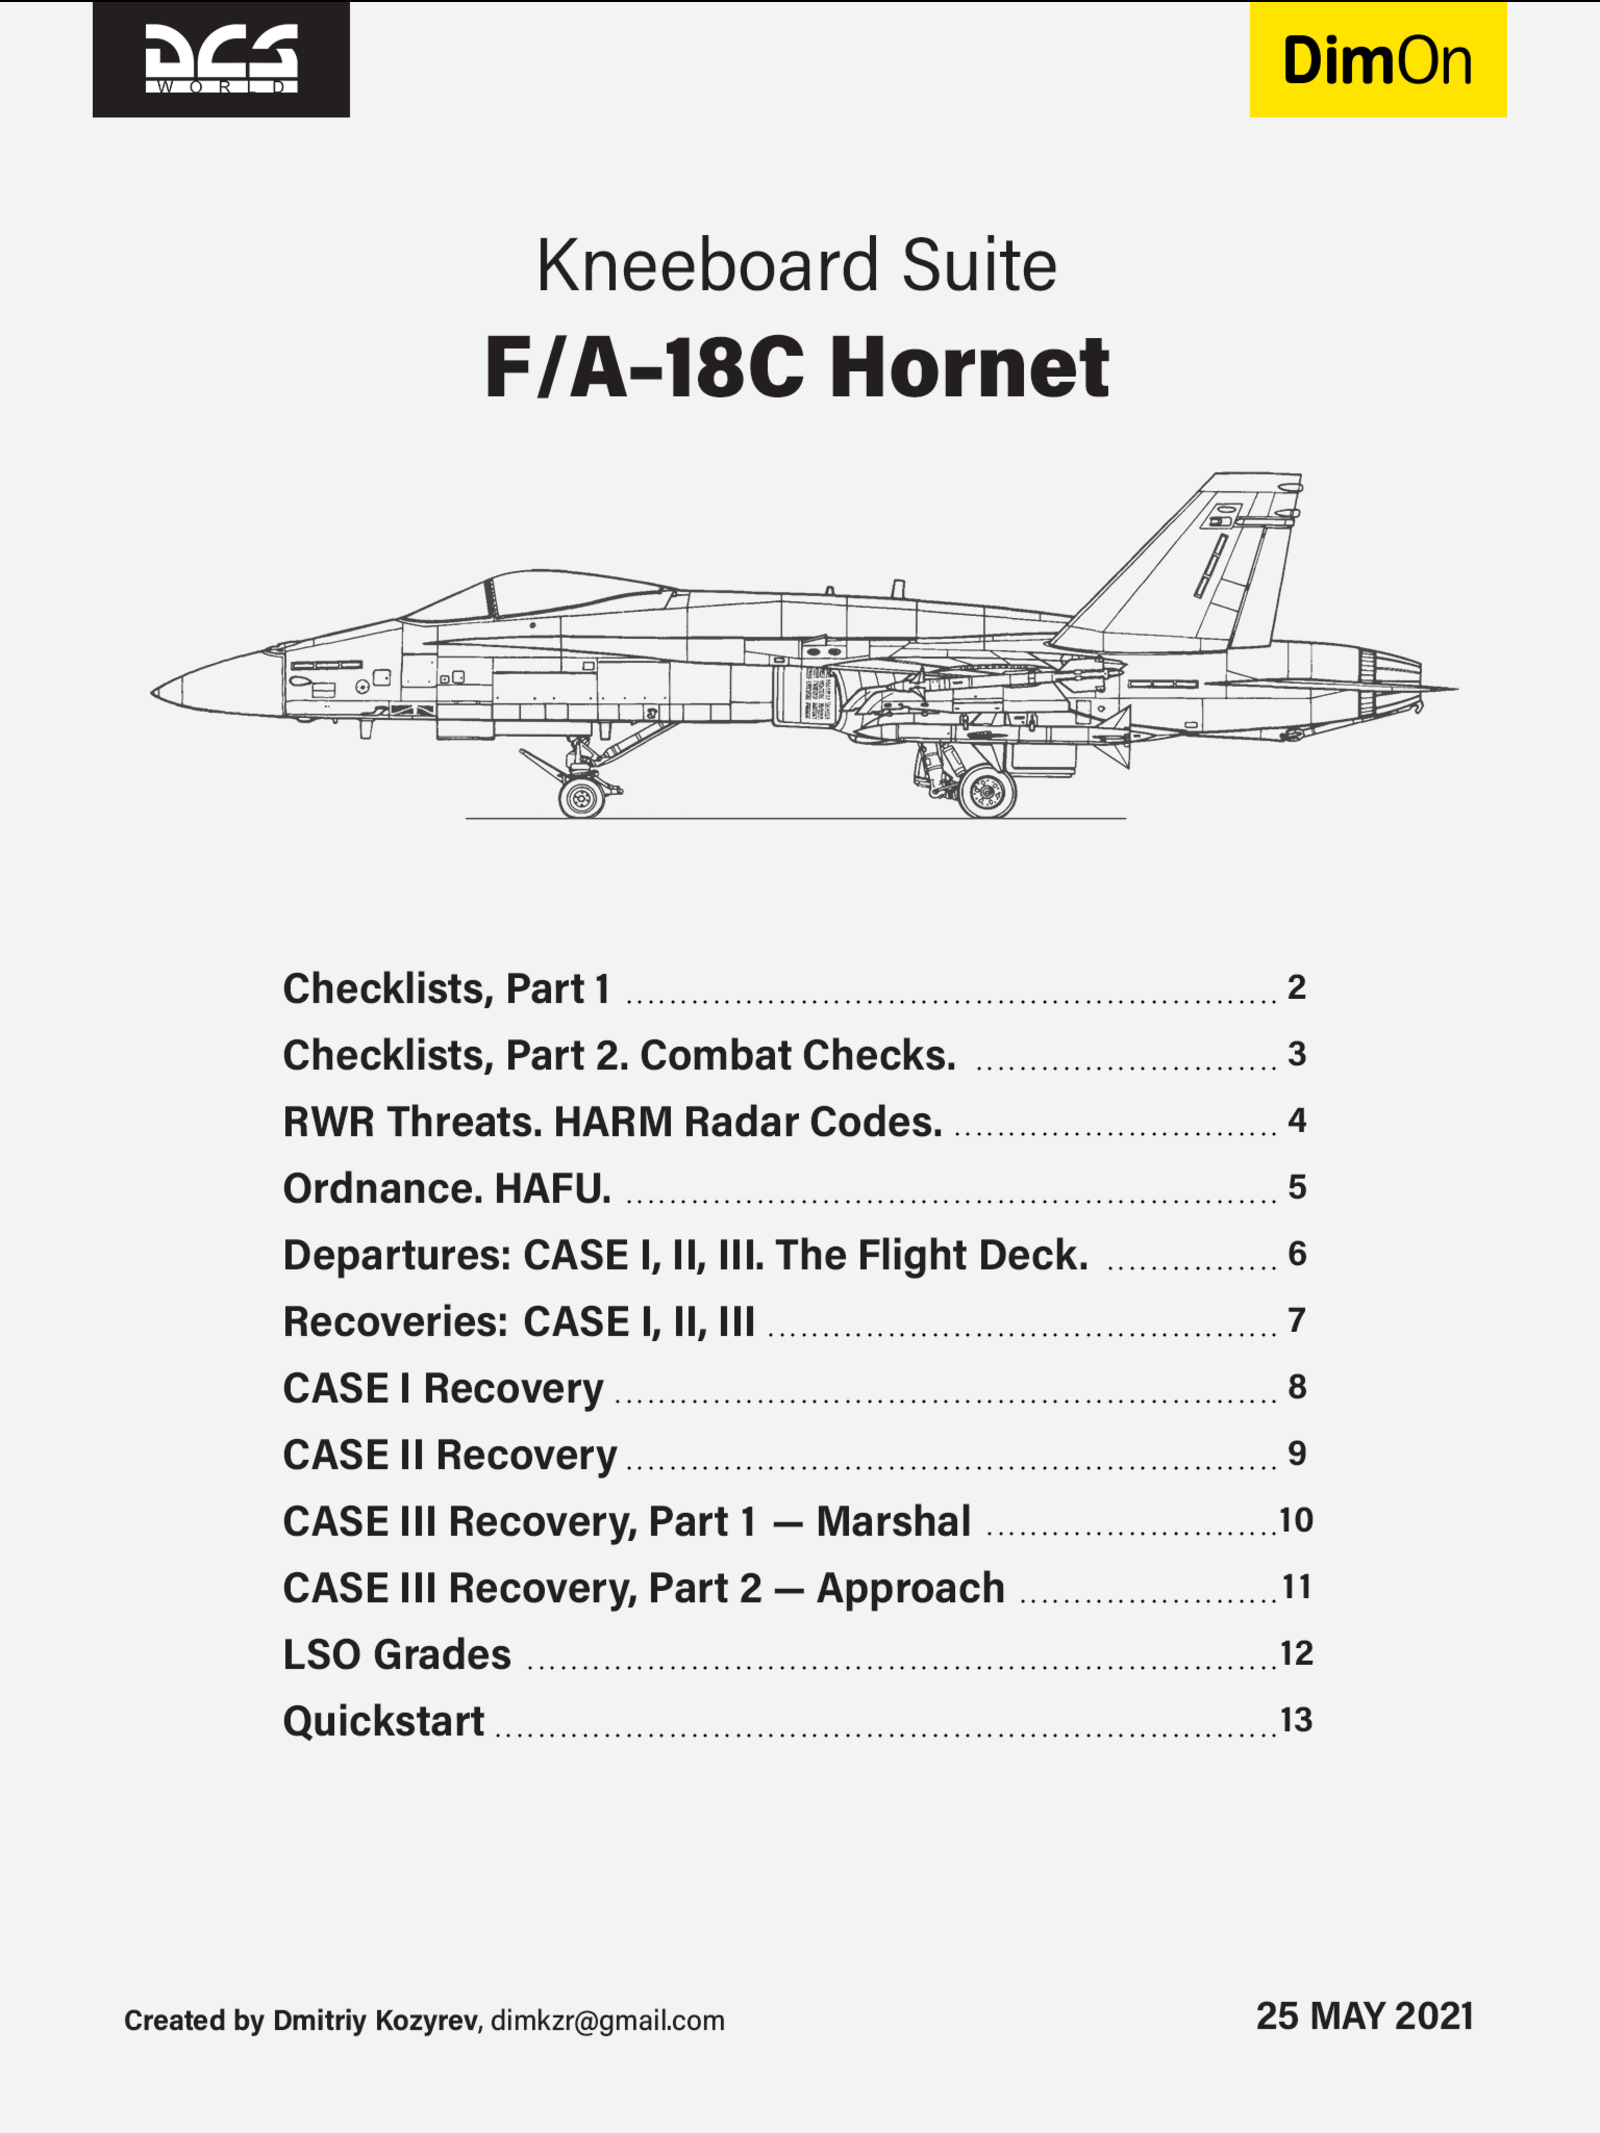 DCS
WORLD
DimOn
Kneeboard Suite
F/A-18C Hornet
Checklists, Part 1 ........ 2
Checklists, Part 2. Combat Checks. ........ 3
RWR Threats. HARM Radar Codes. ........ 4
Ordnance. HAFU. ........ 5
Departures: CASE I, II, III. The Flight Deck. ........ 6
Recoveries: CASE I, II, III ........ 7
CASE I Recovery ........ 8
CASE II Recovery ........ 9
CASE III Recovery, Part 1 — Marshal ........ 10
CASE III Recovery, Part 2 — Approach ........ 11
LSO Grades ........ 12
Quickstart ........ 13
Created by Dmitriy Kozyrev, dimkzr@gmail.com
25 MAY 2021